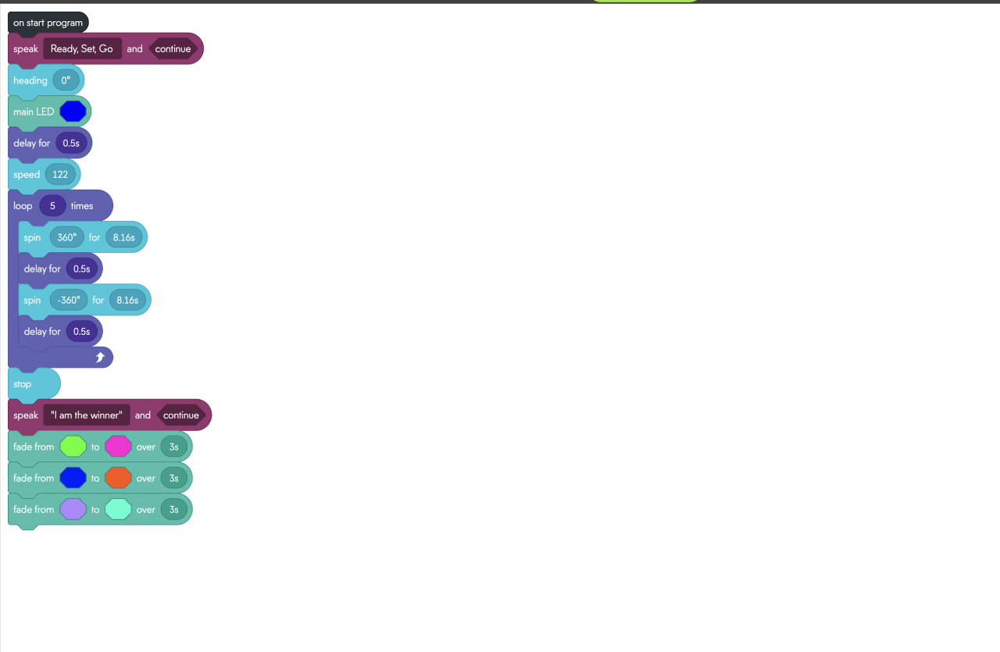 on start program
speak Ready, Set, Go and continue
heading 0°
main LED
delay for 0.5s
speed 122
loop 5 times
spin 360° for 8.16s
delay for 0.5s
spin -360° for 8.16s
delay for 0.5s
stop
speak "I am the winner" and continue
fade from to over 3s
fade from to over 3s
fade from to over 3s